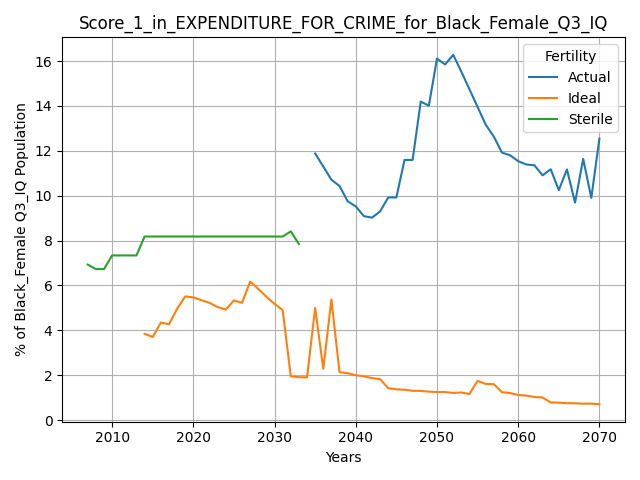 Score_1_in_EXPENDITURE_FOR_CRIME_for_Black_Female_Q3_IQ
Fertility
Actual
Ideal
Sterile
% of Black_Female Q3_IQ Population
16
14
12
10
8
6
4
2
0
2010 2020 2030 2040 2050 2060 2070
Years